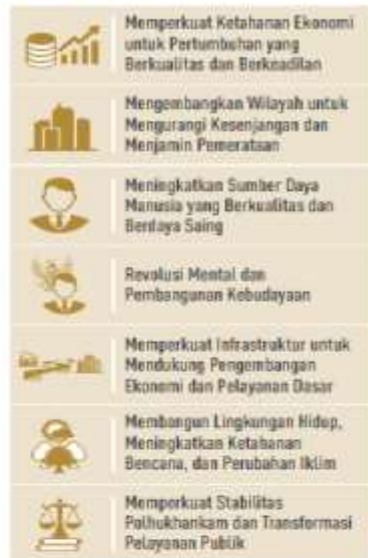 Memperkuat Ketahanan Ekonomi
untuk Pertumbuhan yang
Berkualitas dan Berkeadilan
Mengembangkan Wilayah untuk
Mengurangi Kesenjangan dan
Menjamin Pemerataan
Meningkatkan Sumber Daya
Manusia yang Berkualitas dan
Berdaya Saing
Revolusi Mental dan
Pembangunan Kebudayaan
Memperkuat Infrastruktur untuk
Mendukung Pengembangan
Ekonomi dan Pelayanan Dasar
Membangun Lingkungan Hidup,
Meningkatkan Ketahanan
Bencana, dan Perubahan Iklim
Memperkuat Stabilitas
Polhukhankam dan Transformasi
Pelayanan Publik